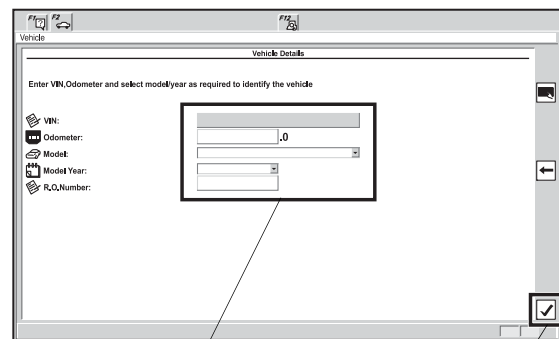 F1 F2 F12
Vehicle
Vehicle Details
Enter VIN,Odometer and select model/year as required to identify the vehicle
VIN:
Odometer: .0
Model:
Model Year:
R.O.Number: